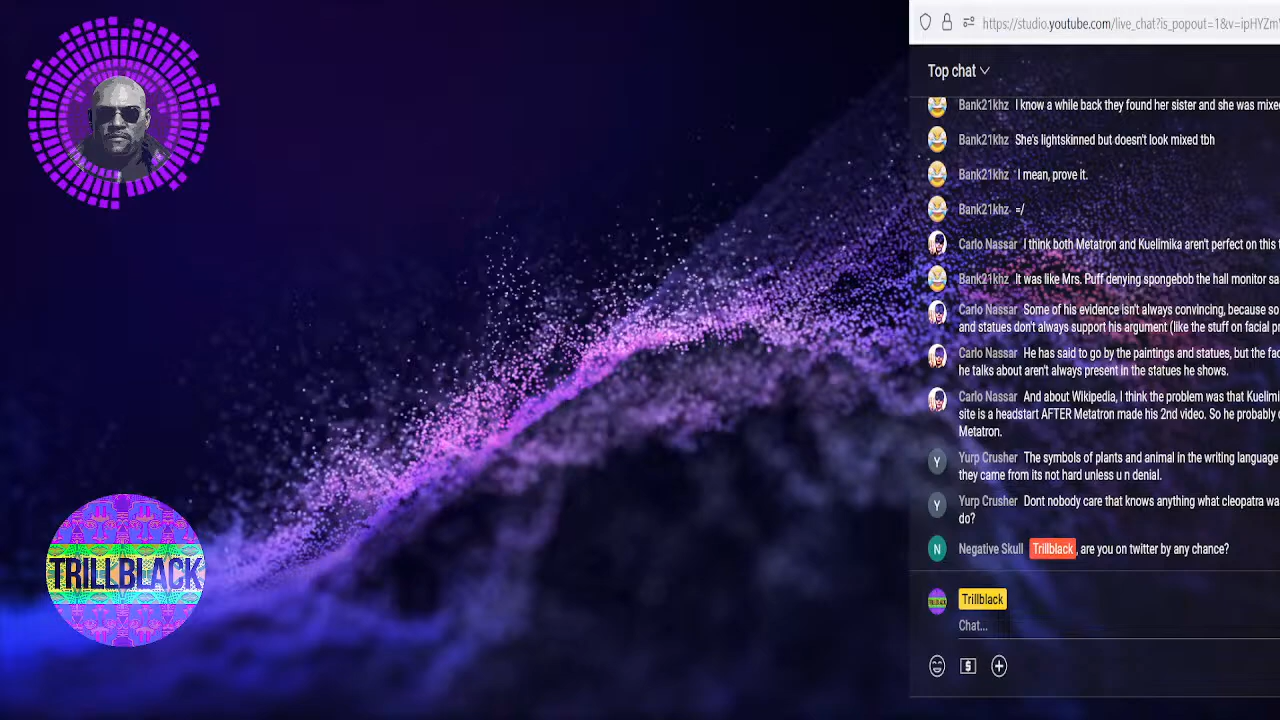 https://studio.youtube.com/live_chat?is_popout=1&v=ipHYZm
Top chat
Bank21khz I know a while back they found her sister and she was mixe
Bank21khz She's lightskinned but doesn't look mixed tbh
Bank21khz I mean, prove it.
Bank21khz =/
Carlo Nassar I think both Metatron and Kuelimika aren't perfect on this
Bank21khz It was like Mrs. Puff denying spongebob the hall monitor sa
Carlo Nassar Some of his evidence isn't always convincing, because so
and statues don't always support his argument (like the stuff on facial p
Carlo Nassar He has said to go by the paintings and statues, but the fac
he talks about aren't always present in the statues he shows.
Carlo Nassar And about Wikipedia, I think the problem was that Kuelimi
site is a headstart AFTER Metatron made his 2nd video. So he probably
Metatron.
Y Yurp Crusher The symbols of plants and animal in the writing language
they came from its not hard unless u n denial.
Y Yurp Crusher Dont nobody care that knows anything what cleopatra wa
do?
N Negative Skull Trillblack, are you on twitter by any chance?
TRILLBLACK
Trillblack
Chat...